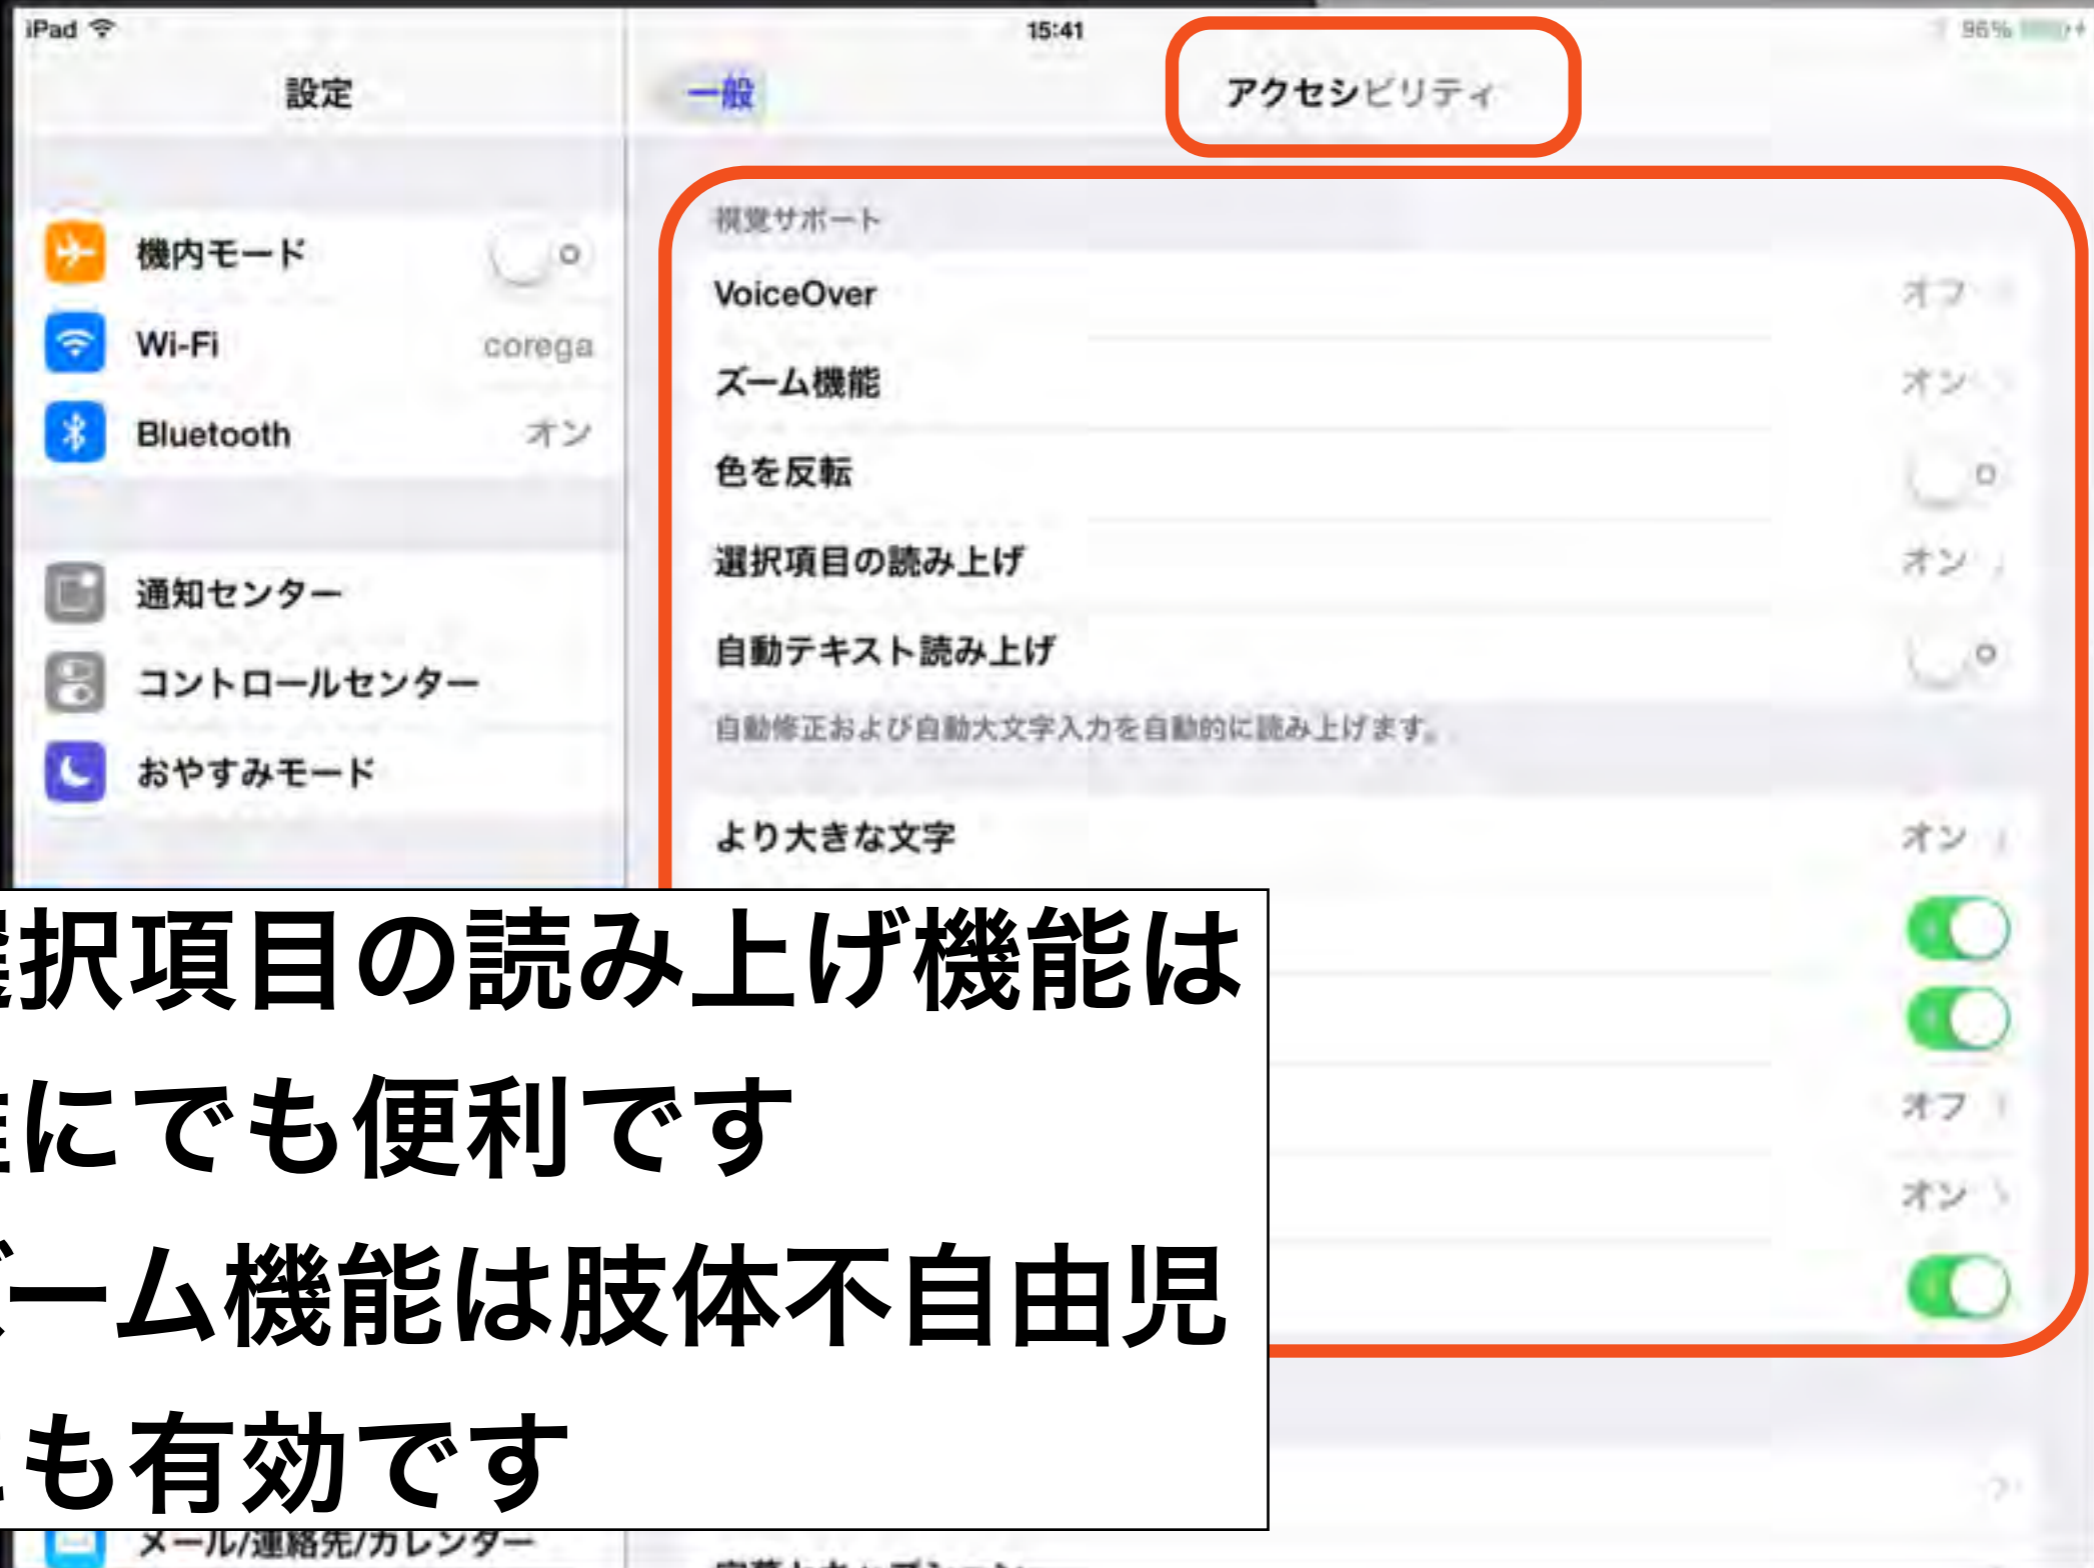 iPad
15:41
96%
設定
一般
アクセシビリティ
機内モード
Wi-Fi
corega
Bluetooth
オン
通知センター
コントロールセンター
おやすみモード
メール/連絡先/カレンダー
視覚サポート
VoiceOver
オフ
ズーム機能
オン
色を反転
選択項目の読み上げ
オン
自動テキスト読み上げ
自動修正および自動大文字入力を自動的に読み上げます。
より大きな文字
オン
オフ
オン
択項目の読み上げ機能は
にでも便利です
ーム機能は肢体不自由児
も有効です